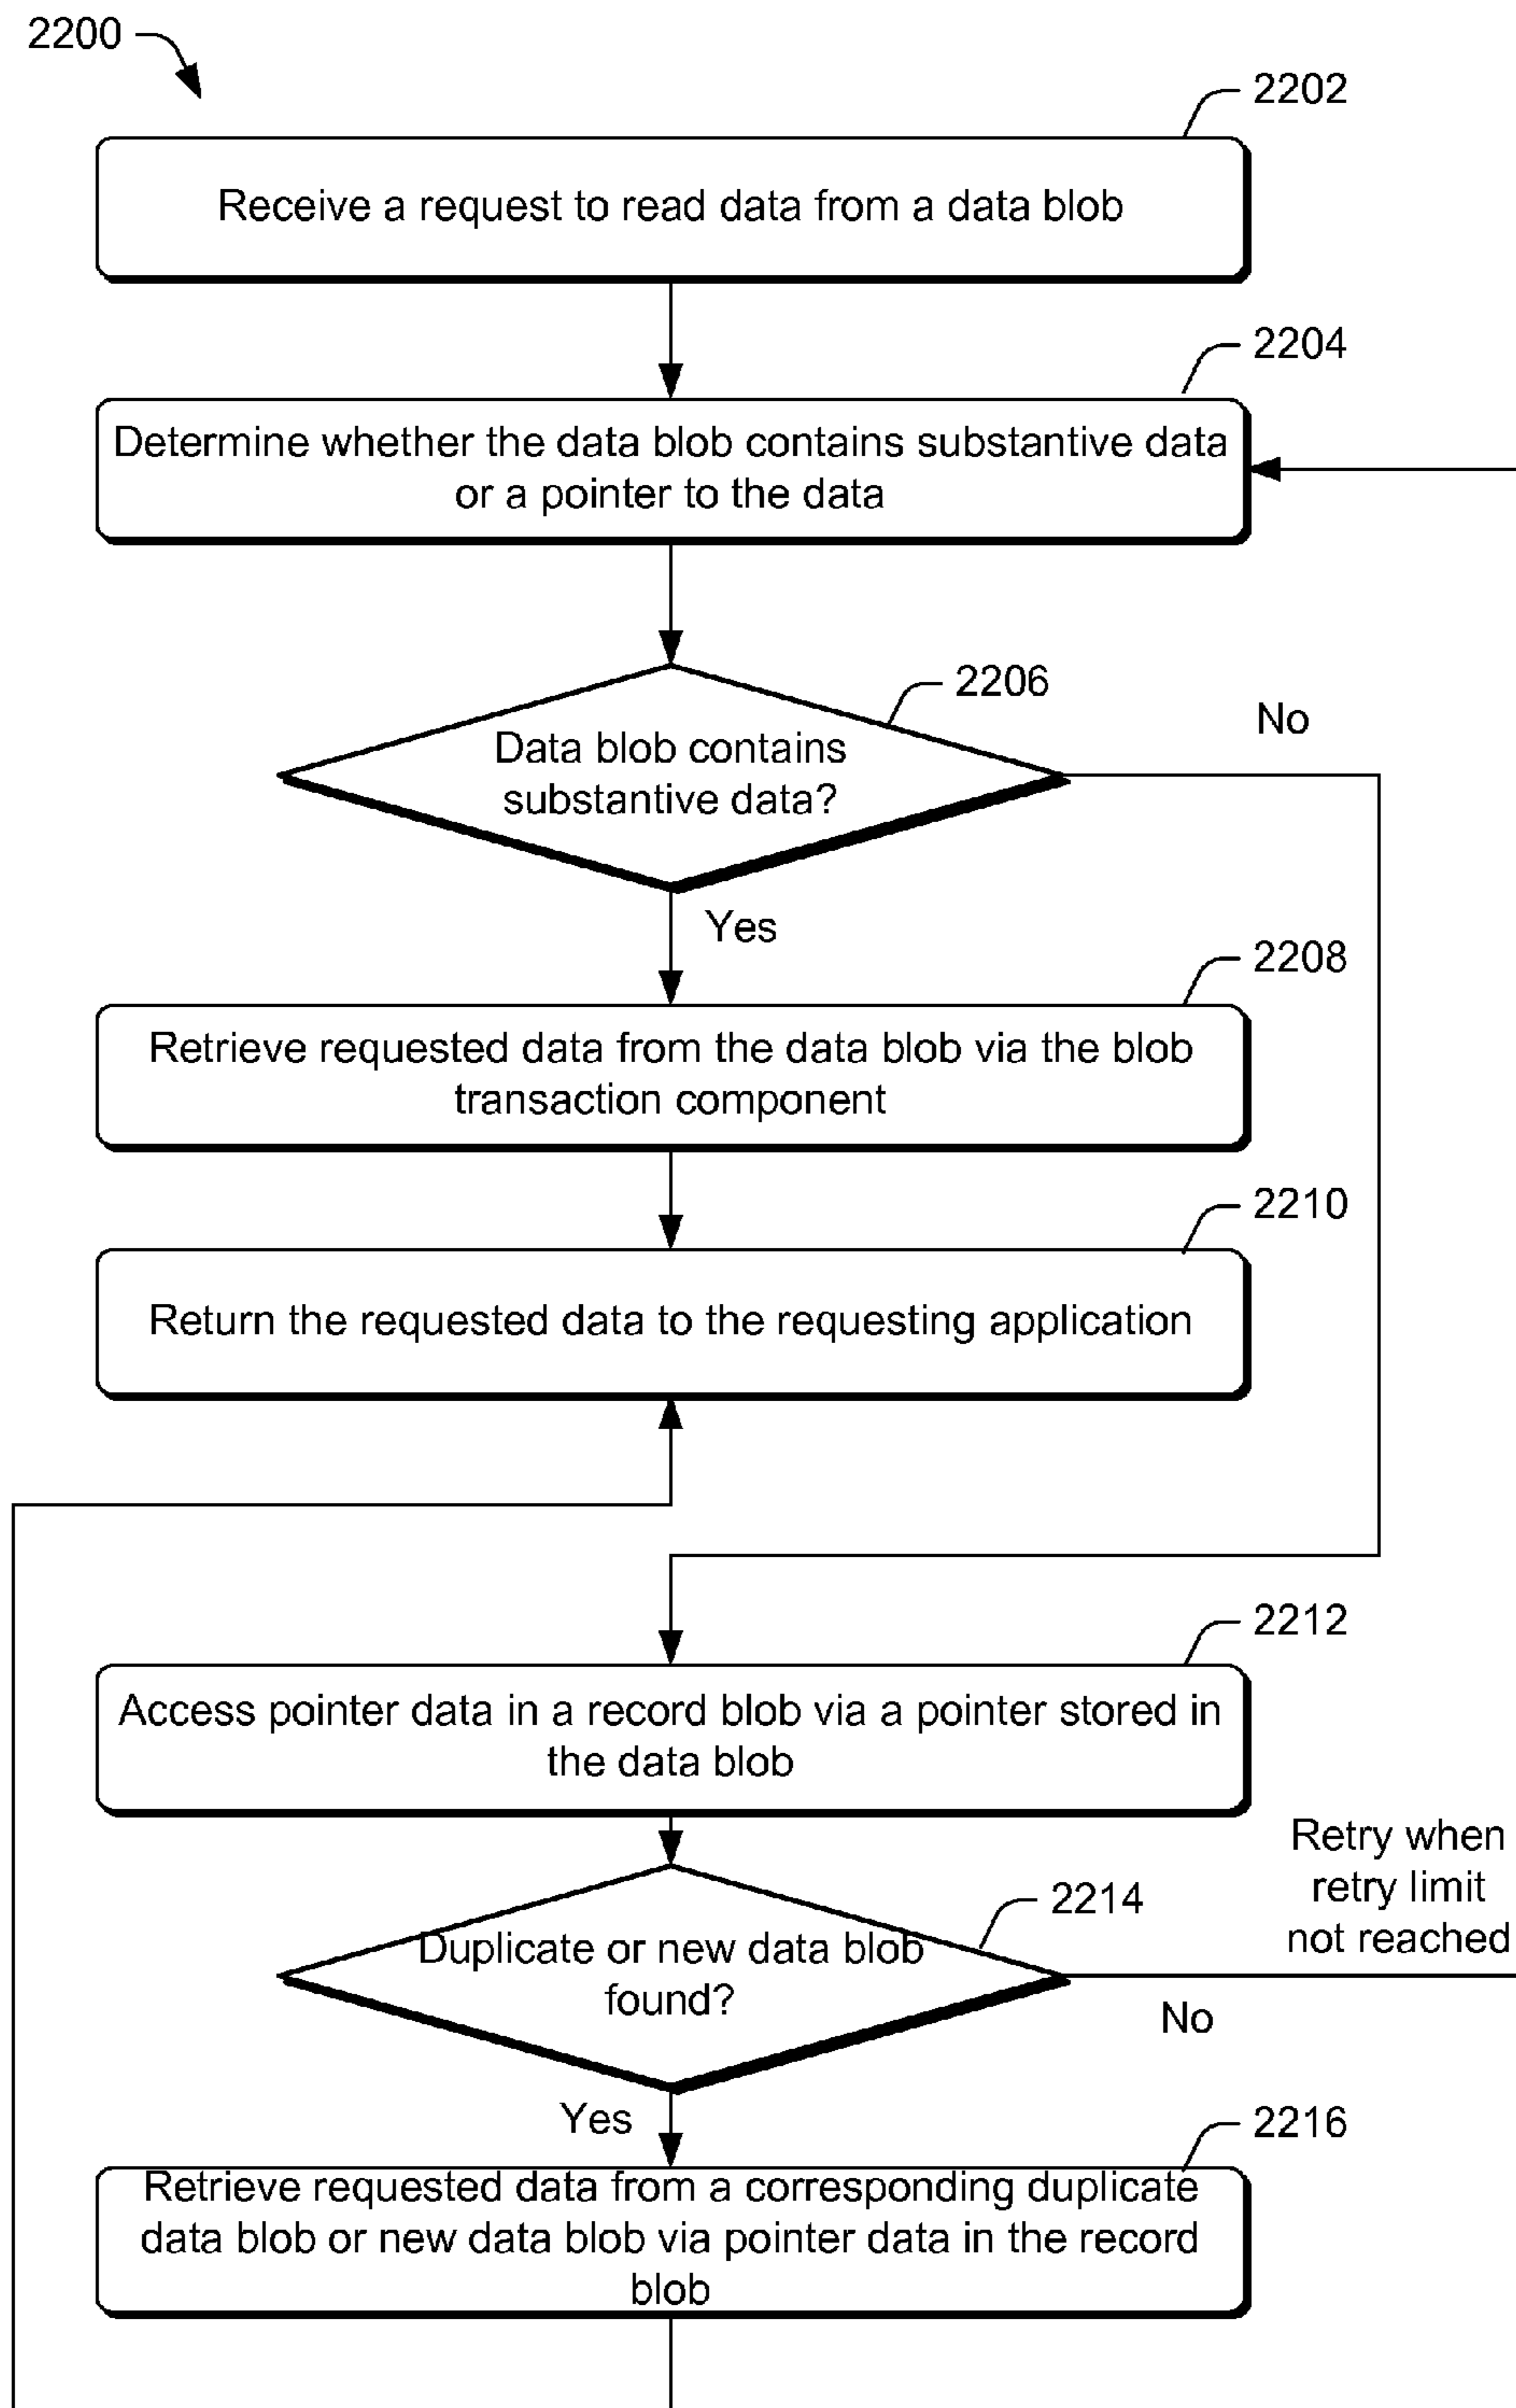 2200
2202
Receive a request to read data from a data blob
2204
Determine whether the data blob contains substantive data
or a pointer to the data
2206
No
Data blob contains
substantive data?
Yes
2208
Retrieve requested data from the data blob via the blob
transaction component
2210
Return the requested data to the requesting application
2212
Access pointer data in a record blob via a pointer stored in
the data blob
Retry when
retry limit
not reached
2214
Duplicate or new data blob
found?
No
Yes
2216
Retrieve requested data from a corresponding duplicate
data blob or new data blob via pointer data in the record
blob